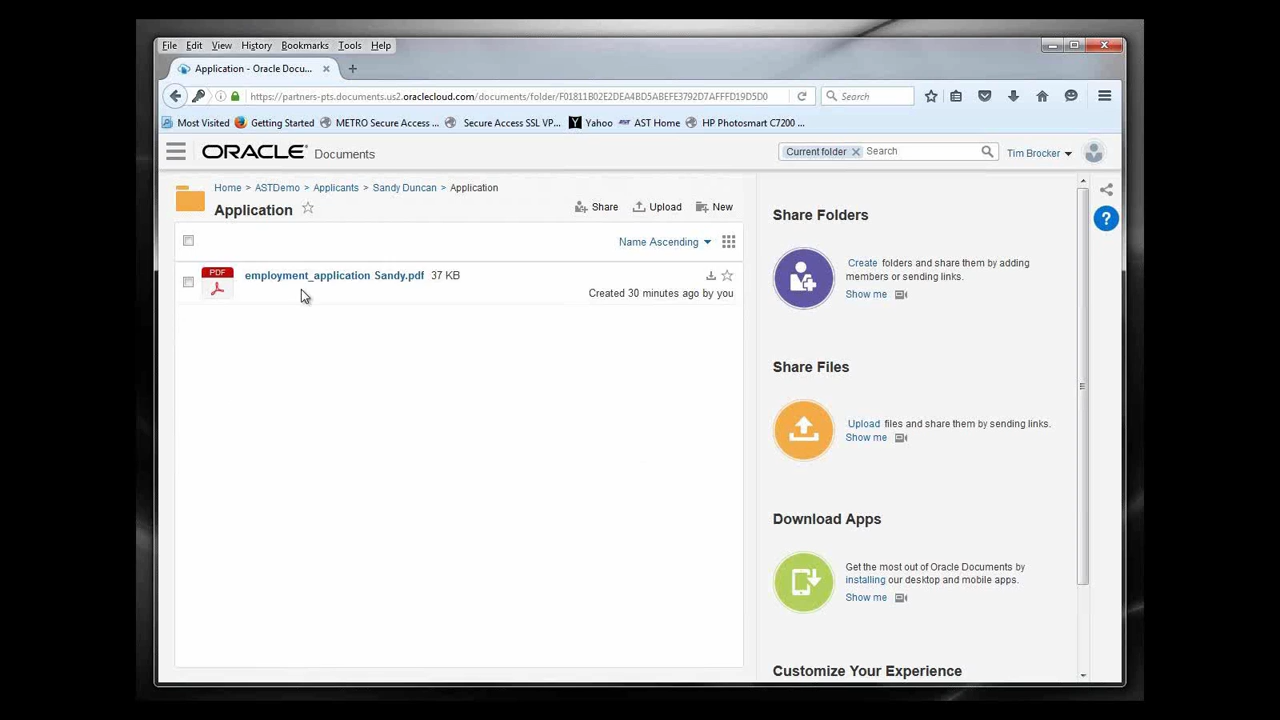 File Edit View History Bookmarks Tools Help
Application - Oracle Docu...
https://partners-pts.documents.us2.oraclecloud.com/documents/folder/F01811B02E2DEA4BD5ABEFE3792D7AFFFD19D5D0
Search
Most Visited Getting Started METRO Secure Access ... Secure Access SSL VP... Yahoo AST Home HP Photosmart C7200 ...
ORACLE Documents
Current folder Search
Tim Brocker
Home > ASTDemo > Applicants > Sandy Duncan > Application
Application
Share Upload New
Name Ascending
PDF
employment_application Sandy.pdf 37 KB
Created 30 minutes ago by you
Share Folders
Create folders and share them by adding
members or sending links.
Show me
Share Files
Upload files and share them by sending links.
Show me
Download Apps
Get the most out of Oracle Documents by
installing our desktop and mobile apps.
Show me
Customize Your Experience